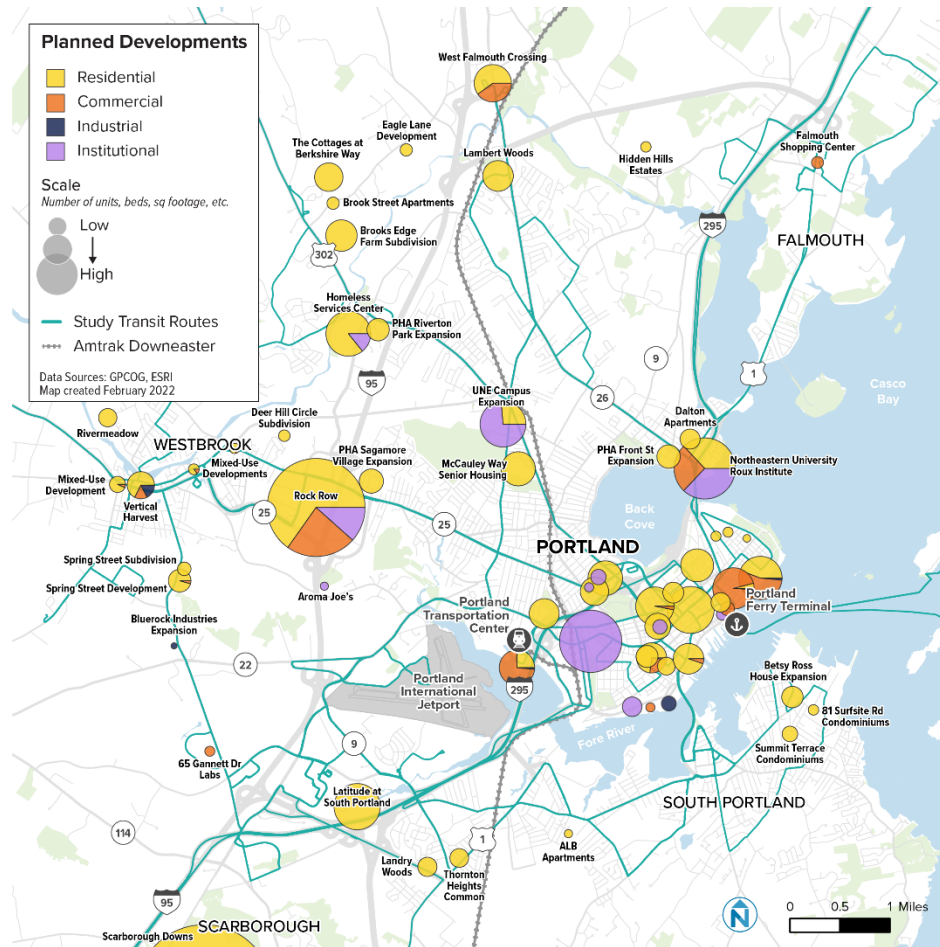 Planned Developments
Residential
Commercial
Industrial
Institutional
Scale
Number of units, beds, sq footage, etc.
Low
High
Study Transit Routes
Amtrak Downeaster
Data Sources: GPCOG, ESRI
Map created February 2022
West Falmouth Crossing
Eagle Lane
Development
The Cottages at
Berkshire Way
Lambert Woods
Hidden Hills
Estates
Falmouth
Shopping Center
Brook Street Apartments
Brooks Edge
Farm Subdivision
302
295
FALMOUTH
Homeless
Services Center
PHA Riverton
Park Expansion
95
9
1
26
Casco
Bay
UNE Campus
Expansion
Rivermeadow
Deer Hill Circle
Subdivision
WESTBROOK
Mixed-Use
Developments
PHA Sagamore
Village Expansion
McCauley Way
Senior Housing
Dalton
Apartments
PHA Front St
Expansion
Northeastern University
Roux Institute
Mixed-Use
Development
Vertical
Harvest
Rock Row
25
25
Back
Cove
PORTLAND
Spring Street Subdivision
Spring Street Development
Aroma Joe's
Bluerock Industries
Expansion
Portland
Transportation
Center
Portland
Ferry Terminal
22
Portland
International
Jetport
295
Fore River
Betsy Ross
House Expansion
81 Surfsite Rd
Condominiums
Summit Terrace
Condominiums
9
65 Gannett Dr
Labs
Latitude at
South Portland
SOUTH PORTLAND
114
1
ALB
Apartments
Landry
Woods
Thornton
Heights
Common
95
SCARBOROUGH
Scarborough Downs
N
0 0.5 1 Miles